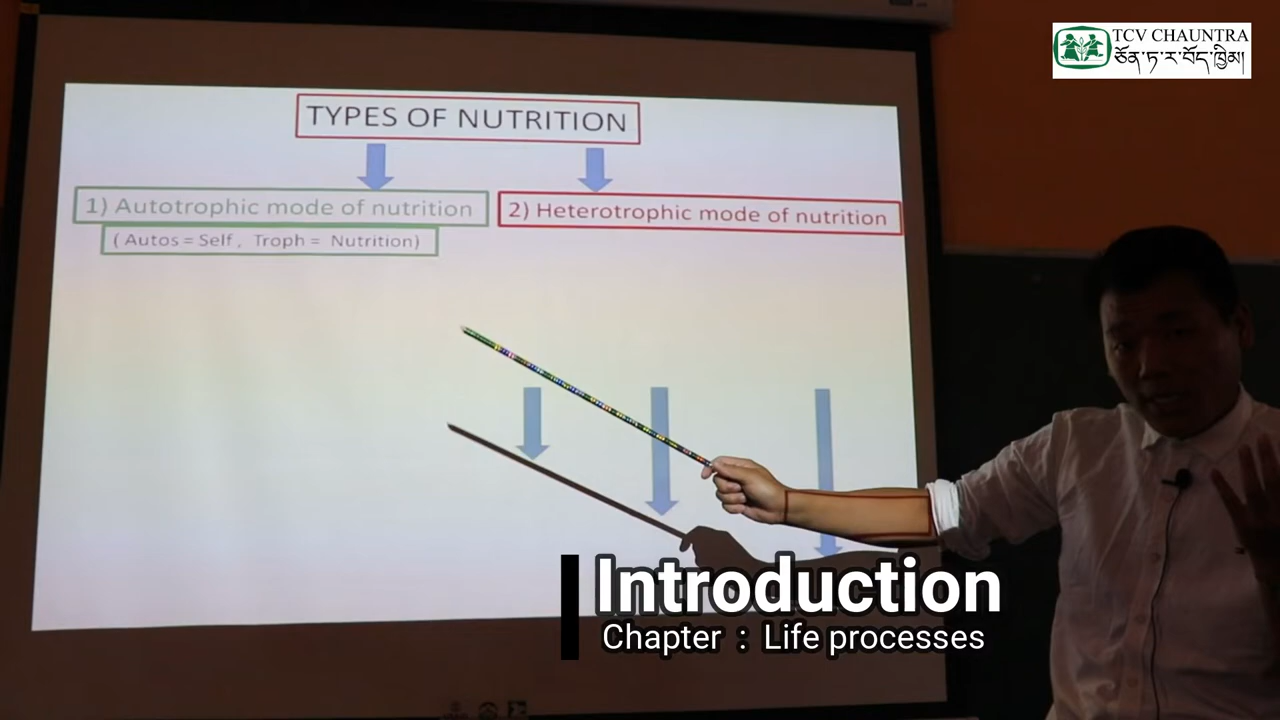 TCV CHAUNTRA
ཅོན་ཏ་ར་བོད་ཁྱིམ།
TYPES OF NUTRITION
1) Autotrophic mode of nutrition
2) Heterotrophic mode of nutrition
( Autos = Self , Troph = Nutrition)
Introduction
Chapter : Life processes